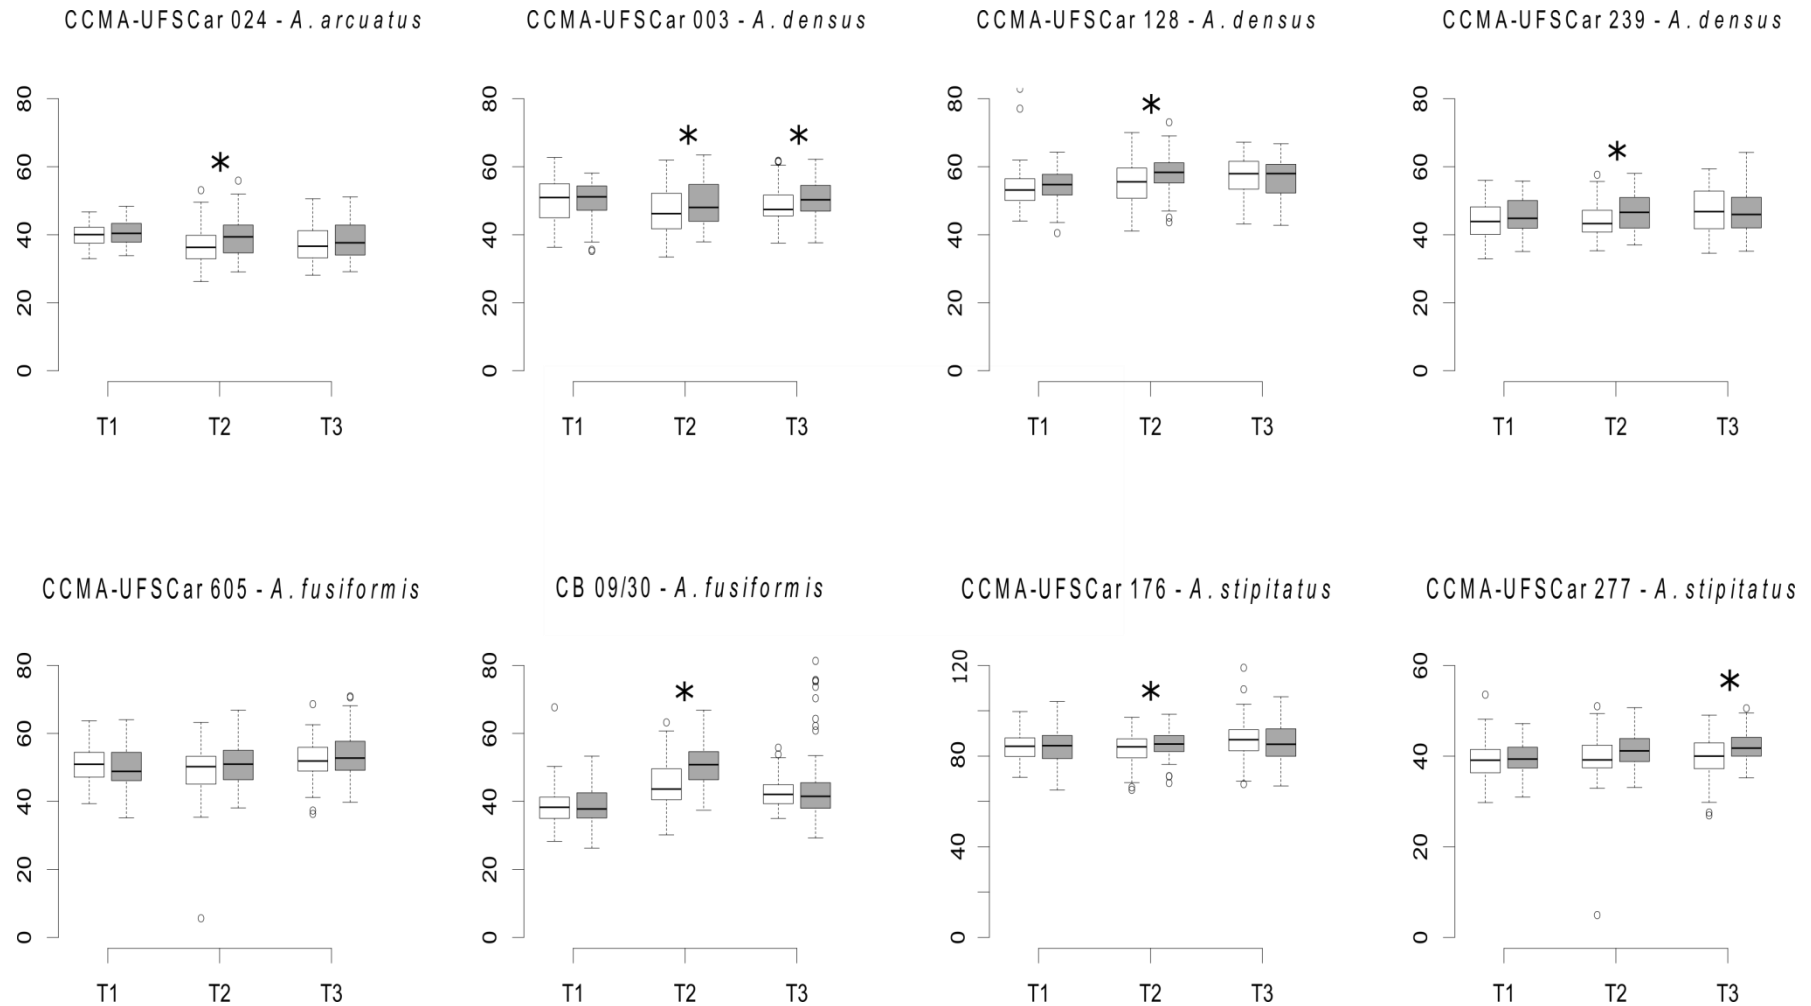 CCMA-UFSCar 024 - A. arcuatus
80
60
40
20
0
*
T1 T2 T3
CCMA-UFSCar 003 - A. densus
80
60
40
20
0
* *
T1 T2 T3
CCMA-UFSCar 128 - A. densus
80
60
40
20
0
*
T1 T2 T3
CCMA-UFSCar 239 - A. densus
80
60
40
20
0
*
T1 T2 T3
CCMA-UFSCar 605 - A. fusiformis
80
60
40
20
0
T1 T2 T3
CB 09/30 - A. fusiformis
80
60
40
20
0
*
T1 T2 T3
CCMA-UFSCar 176 - A. stipitatus
120
80
40
0
*
T1 T2 T3
CCMA-UFSCar 277 - A. stipitatus
60
40
20
0
*
T1 T2 T3